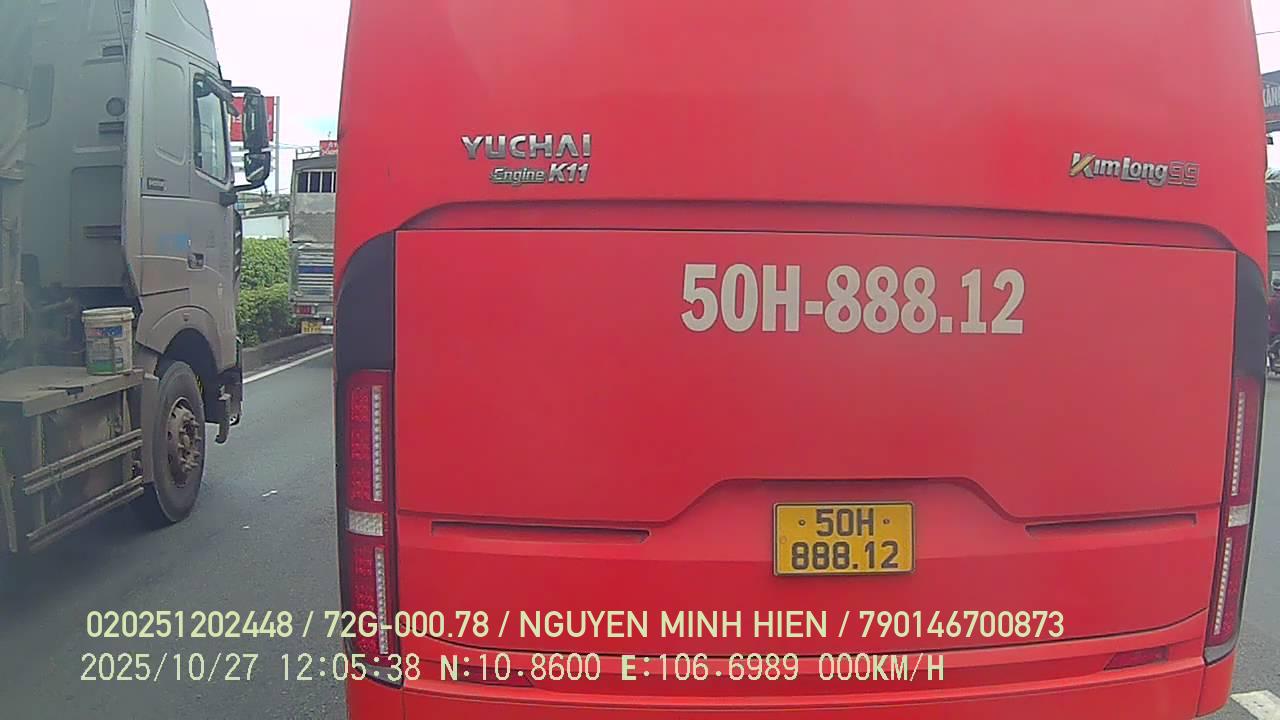 YUCHAI
Engine K11
KimLong99
50H-888.12
50H
888.12
020251202448 / 72G-000.78 / NGUYEN MINH HIEN / 790146700873
2025/10/27 12:05:38 N:10.8600 E:106.6989 000KM/H